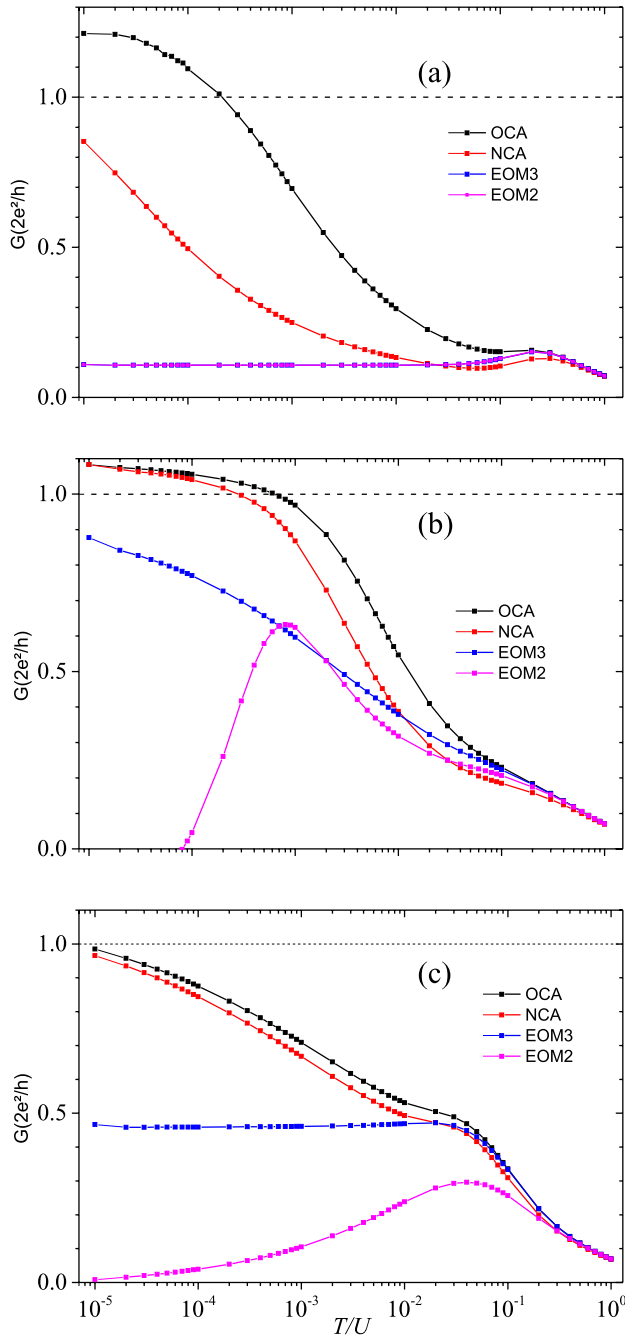 (a)
1.0
0.5
0.0
G(2e²/h)
OCA
NCA
EOM3
EOM2
(b)
1.0
0.5
0.0
G(2e²/h)
OCA
NCA
EOM3
EOM2
(c)
1.0
0.5
0.0
G(2e²/h)
OCA
NCA
EOM3
EOM2
10⁻⁵ 10⁻⁴ 10⁻³ 10⁻² 10⁻¹ 10⁰
T/U